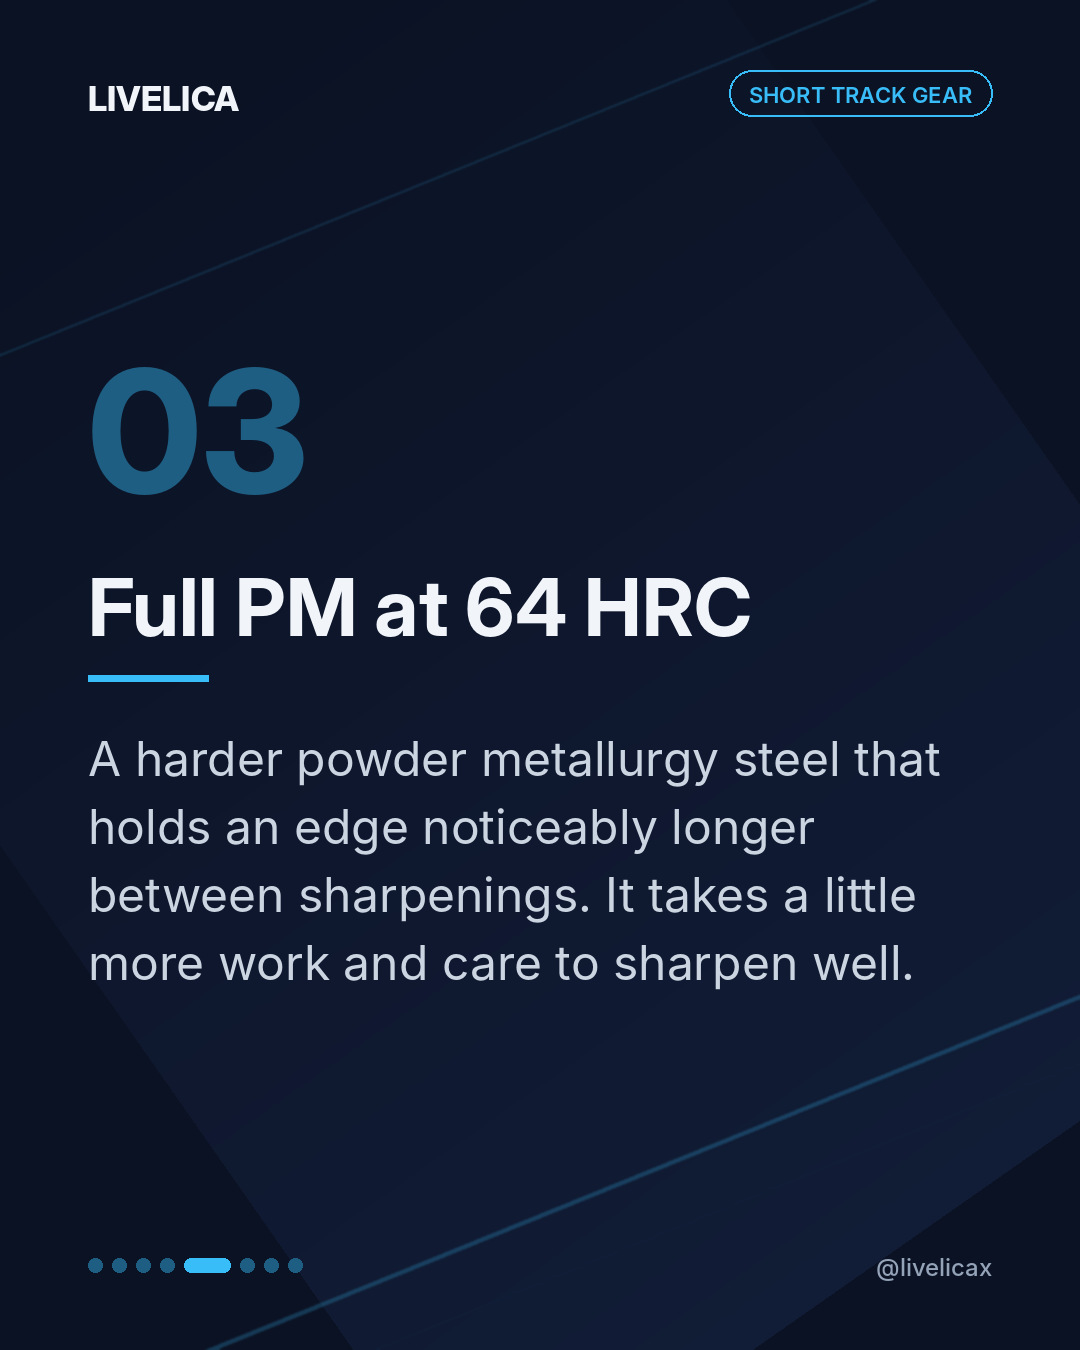 LIVELICA
SHORT TRACK GEAR
03
Full PM at 64 HRC
A harder powder metallurgy steel that
holds an edge noticeably longer
between sharpenings. It takes a little
more work and care to sharpen well.
@livelicax